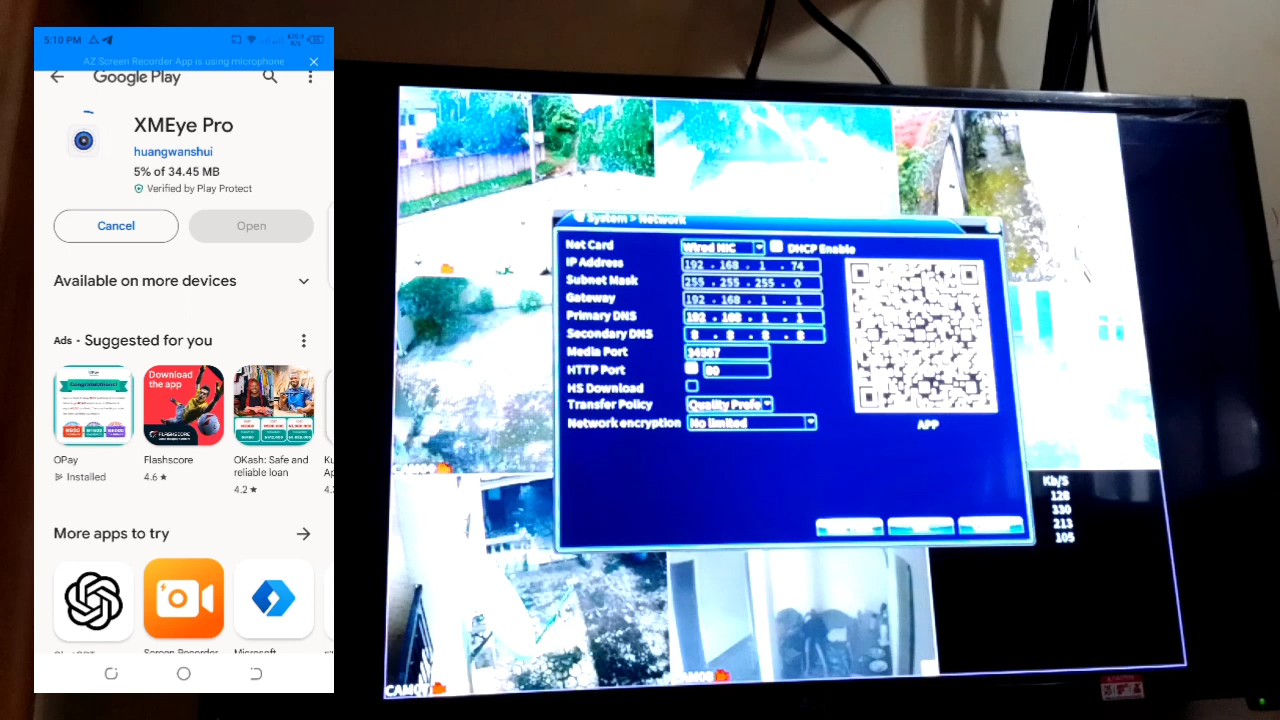 5:10 PM
AZ Screen Recorder App is using microphone
Google Play
XMEye Pro
huangwanshui
5% of 34.45 MB
Verified by Play Protect
Cancel
Open
Available on more devices
Ads • Suggested for you
Congratulations!
Download
the app
FLASHSCORE
OPay
Installed
Flashscore
4.6 ★
OKash: Safe and
reliable loan
4.2 ★
More apps to try
System > Network
Net Card
Wired NIC
DHCP Enable
IP Address
192 . 168 . 1 . 74
Subnet Mask
255 . 255 . 255 . 0
Gateway
192 . 168 . 1 . 1
Primary DNS
192 . 168 . 1 . 1
Secondary DNS
8 . 8 . 8 . 8
Media Port
34567
HTTP Port
80
HS Download
Transfer Policy
Quality Prefe
Network encryption
No limited
APP
Kb/S
128
330
213
105